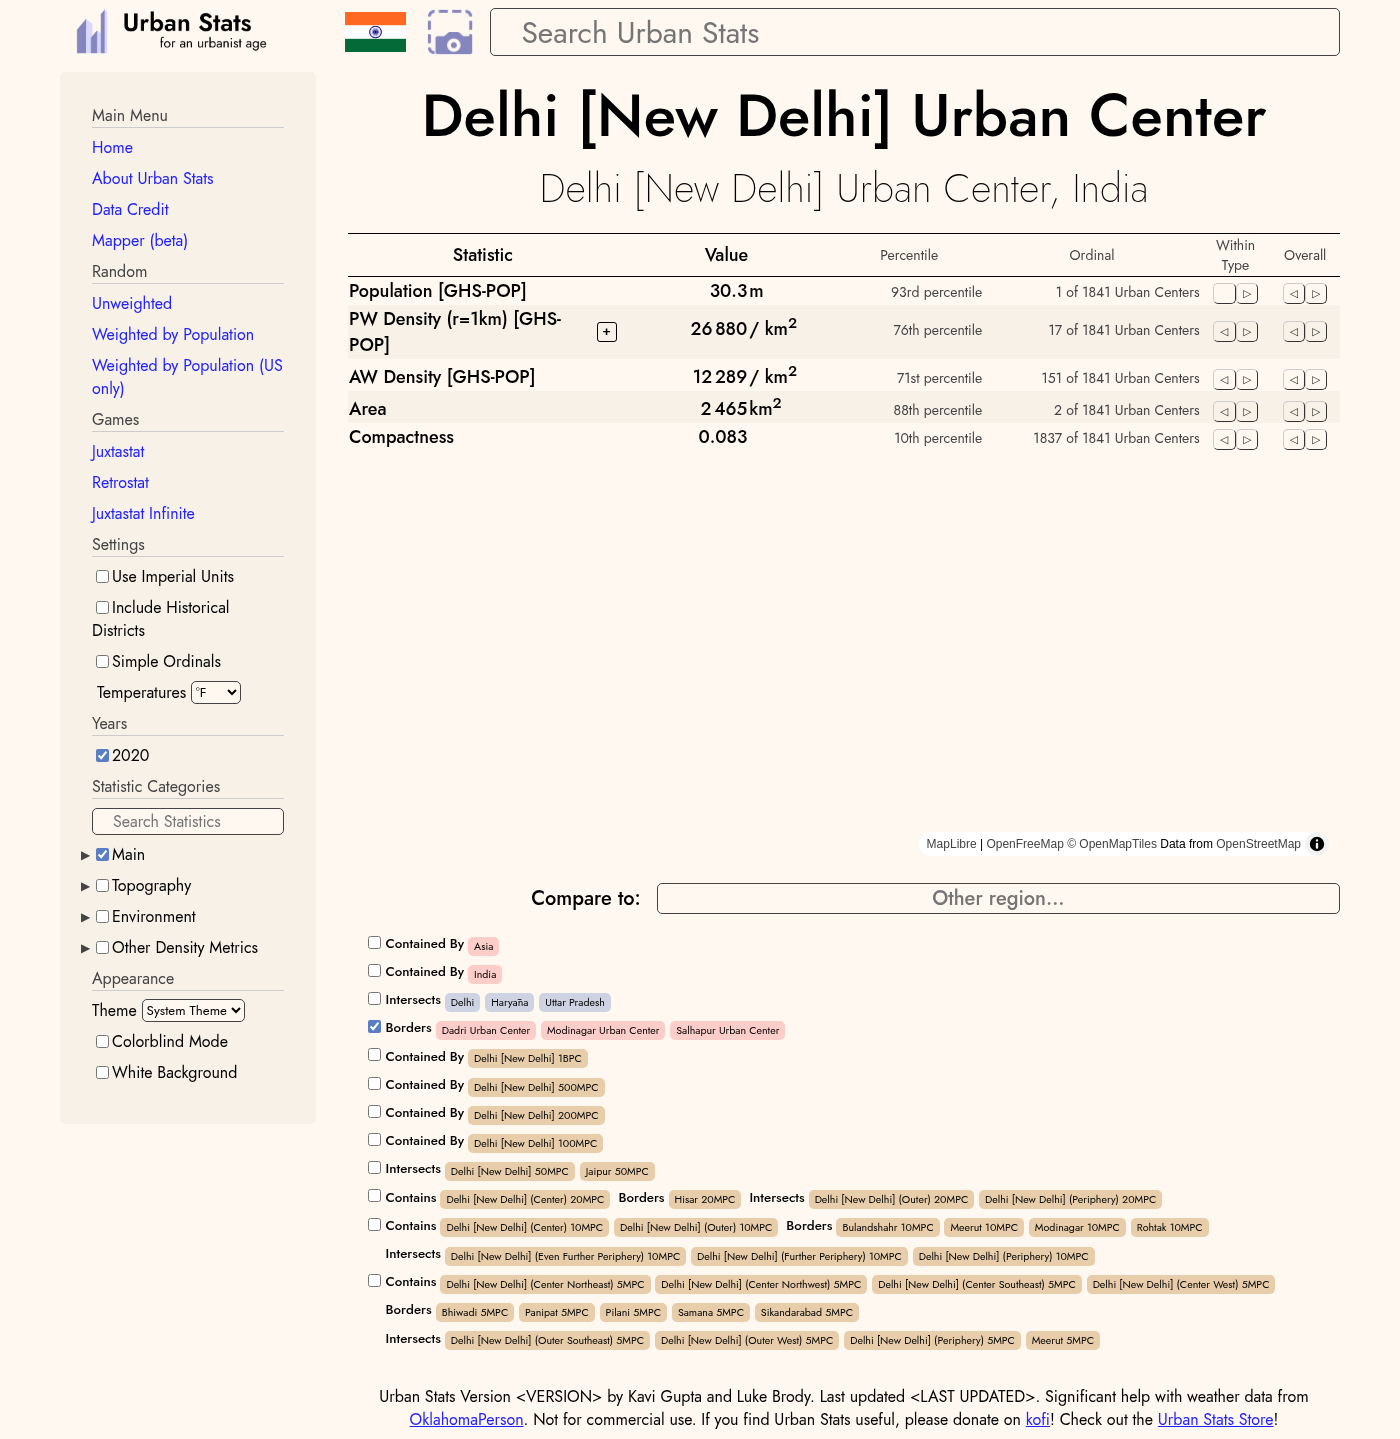 Urban Stats
for an urbanist age
Search Urban Stats
Main Menu
Home
About Urban Stats
Data Credit
Mapper (beta)
Random
Unweighted
Weighted by Population
Weighted by Population (US
only)
Games
Juxtastat
Retrostat
Juxtastat Infinite
Settings
Use Imperial Units
Include Historical
Districts
Simple Ordinals
Temperatures °F
Years
2020
Statistic Categories
Search Statistics
Main
Topography
Environment
Other Density Metrics
Appearance
Theme System Theme
Colorblind Mode
White Background
Delhi [New Delhi] Urban Center
Delhi [New Delhi] Urban Center, India
Statistic Value Percentile Ordinal Within Type Overall
Population [GHS-POP] 30.3 m 93rd percentile 1 of 1841 Urban Centers
PW Density (r=1km) [GHS-POP] + 26 880 / km² 76th percentile 17 of 1841 Urban Centers
AW Density [GHS-POP] 12 289 / km² 71st percentile 151 of 1841 Urban Centers
Area 2 465 km² 88th percentile 2 of 1841 Urban Centers
Compactness 0.083 10th percentile 1837 of 1841 Urban Centers
MapLibre | OpenFreeMap © OpenMapTiles Data from OpenStreetMap
Compare to: Other region...
Contained By Asia
Contained By India
Intersects Delhi Haryāna Uttar Pradesh
Borders Dadri Urban Center Modinagar Urban Center Salhapur Urban Center
Contained By Delhi [New Delhi] 1BPC
Contained By Delhi [New Delhi] 500MPC
Contained By Delhi [New Delhi] 200MPC
Contained By Delhi [New Delhi] 100MPC
Intersects Delhi [New Delhi] 50MPC Jaipur 50MPC
Contains Delhi [New Delhi] (Center) 20MPC Borders Hisar 20MPC Intersects Delhi [New Delhi] (Outer) 20MPC Delhi [New Delhi] (Periphery) 20MPC
Contains Delhi [New Delhi] (Center) 10MPC Delhi [New Delhi] (Outer) 10MPC Borders Bulandshahr 10MPC Meerut 10MPC Modinagar 10MPC Rohtak 10MPC
Intersects Delhi [New Delhi] (Even Further Periphery) 10MPC Delhi [New Delhi] (Further Periphery) 10MPC Delhi [New Delhi] (Periphery) 10MPC
Contains Delhi [New Delhi] (Center Northeast) 5MPC Delhi [New Delhi] (Center Northwest) 5MPC Delhi [New Delhi] (Center Southeast) 5MPC Delhi [New Delhi] (Center West) 5MPC
Borders Bhiwadi 5MPC Panipat 5MPC Pilani 5MPC Samana 5MPC Sikandarabad 5MPC
Intersects Delhi [New Delhi] (Outer Southeast) 5MPC Delhi [New Delhi] (Outer West) 5MPC Delhi [New Delhi] (Periphery) 5MPC Meerut 5MPC
Urban Stats Version <VERSION> by Kavi Gupta and Luke Brody. Last updated <LAST UPDATED>. Significant help with weather data from
OklahomaPerson. Not for commercial use. If you find Urban Stats useful, please donate on kofi! Check out the Urban Stats Store!